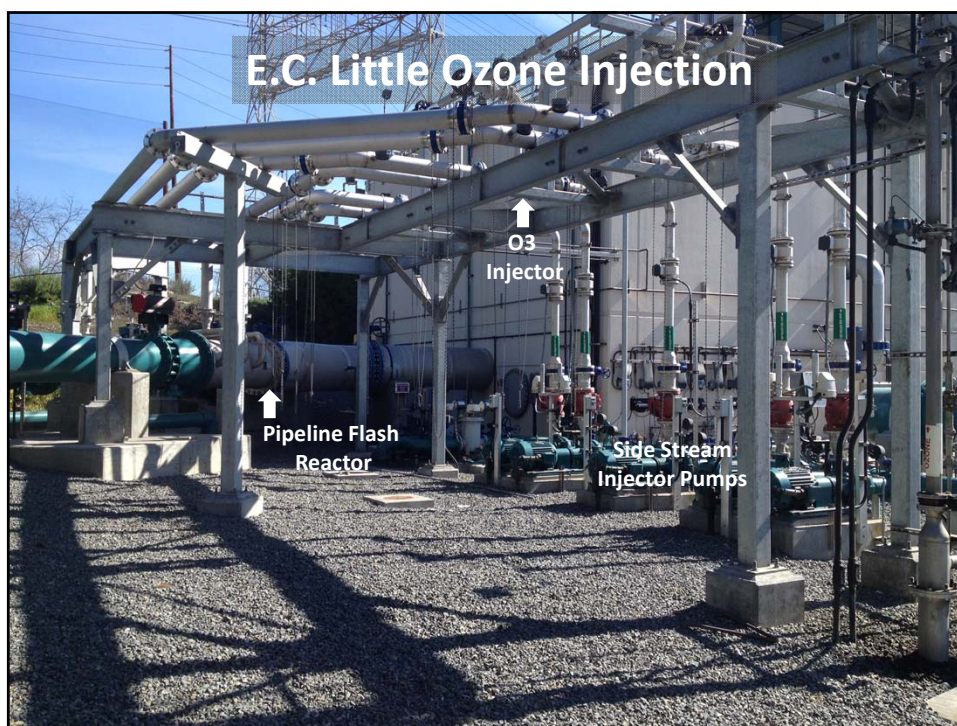 E.C. Little Ozone Injection
O3
Injector
Pipeline Flash
Reactor
Side Stream
Injector Pumps